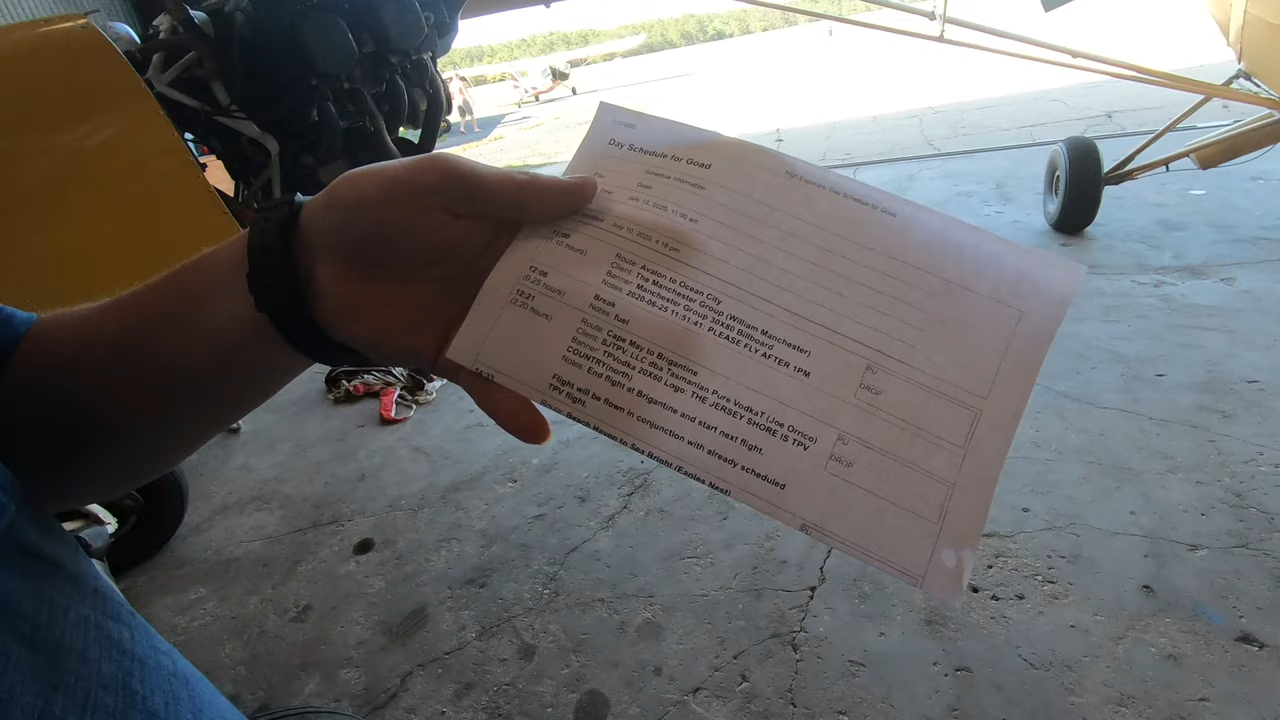 High Exposure: Day Schedule for Goad
Day Schedule for Goad
Schedule Information
Goad
July 12, 2020, 11:00 am
July 10, 2020, 4:16 pm
11:00
(1.10 hours)
Route: Avalon to Ocean City
Client: The Manchester Group (William Manchester)
Banner: Manchester Group 30X80 Billboard
Notes: 2020-06-25 11:51:41: PLEASE FLY AFTER 1PM
PU
DROP
12:06
(0.25 hours)
Break
Notes: fuel
12:21
(2.20 hours)
Route: Cape May to Brigantine
Client: SJTPV, LLC dba Tasmanian Pure VodkaT (Joe Orrico)
Banner: TPVodka 20X60 Logo: THE JERSEY SHORE IS TPV
COUNTRY(north)
Notes: End flight at Brigantine and start next flight.
Flight will be flown in conjunction with already scheduled
TPV flight.
PU
DROP
14:33
Route: Beach Haven to Sea Bright (Eagles Nest)
PU